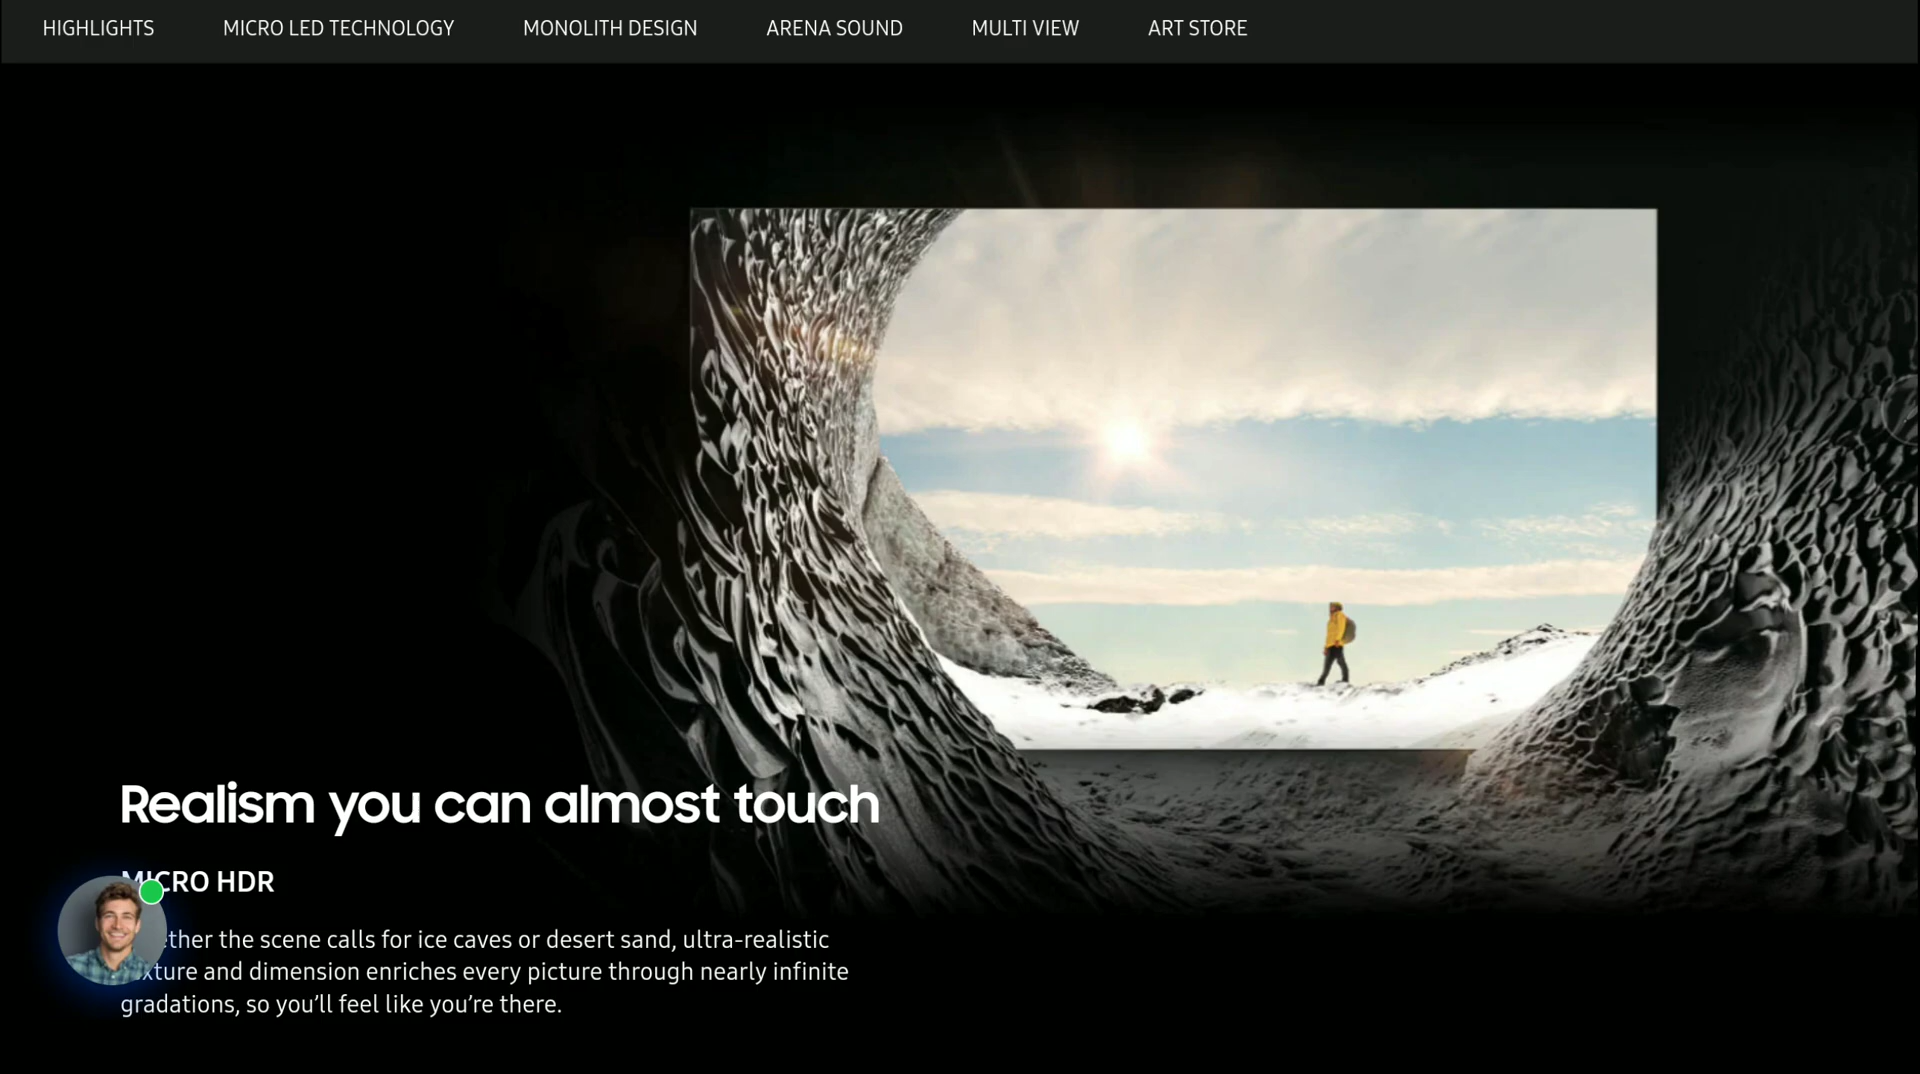 HIGHLIGHTS
MICRO LED TECHNOLOGY
MONOLITH DESIGN
ARENA SOUND
MULTI VIEW
ART STORE
Realism you can almost touch
MICRO HDR
ether the scene calls for ice caves or desert sand, ultra-realistic
xture and dimension enriches every picture through nearly infinite
gradations, so you’ll feel like you’re there.